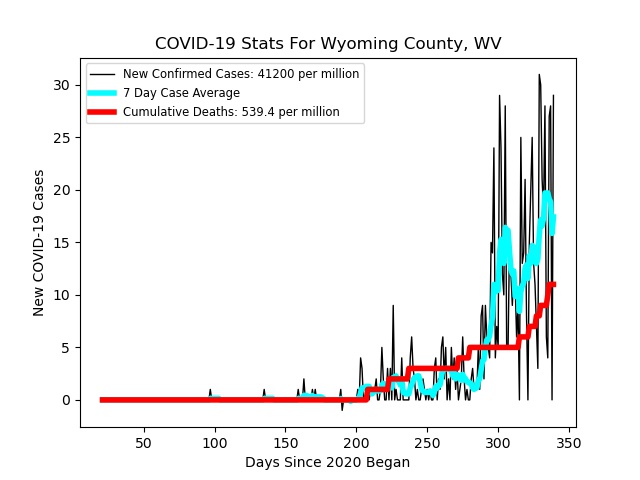 COVID-19 Stats For Wyoming County, WV
New Confirmed Cases: 41200 per million
7 Day Case Average
Cumulative Deaths: 539.4 per million
New COVID-19 Cases
30
25
20
15
10
5
0
50
100
150
200
250
300
350
Days Since 2020 Began